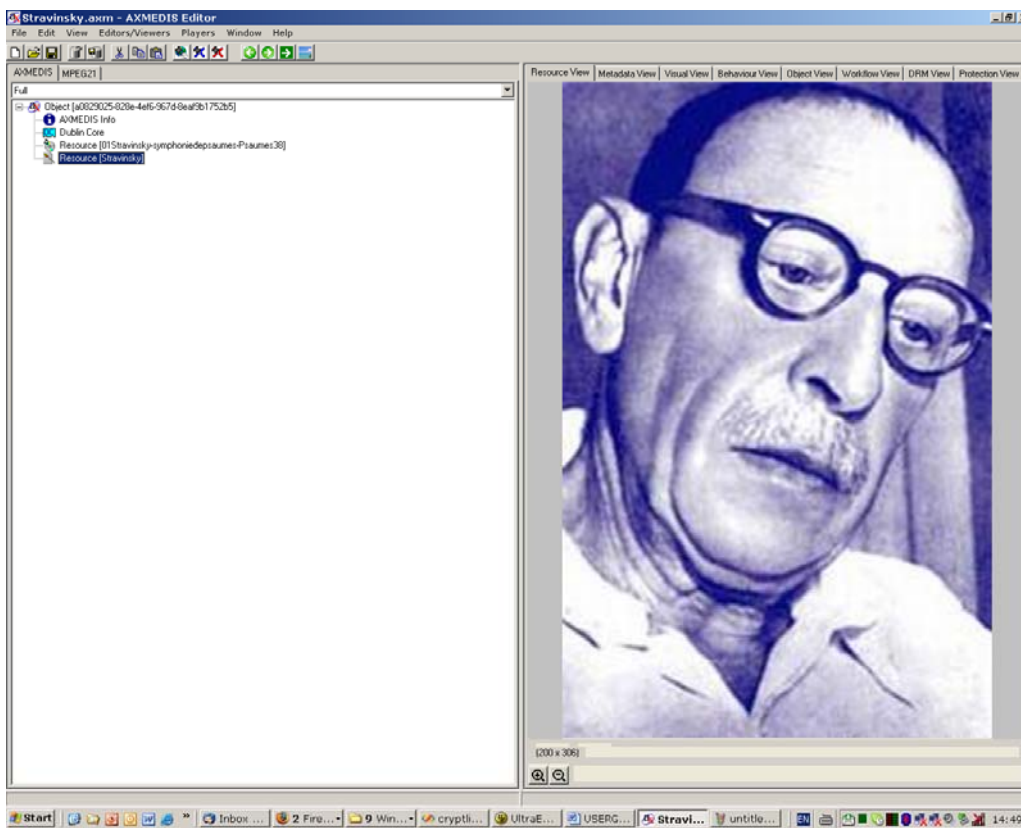 Stravinsky.axm - AXMEDIS Editor
File Edit View Editors/Viewers Players Window Help
AXMEDIS MPEG21
Full
Object [a0829025-828e-4ef6-967d-8eaf9b1752b5]
AXMEDIS Info
Dublin Core
Resource [01Stravinsky-symphoniedepsaumes-Psaumes38]
Resource [Stravinsky]
Resource View Metadata View Visual View Behaviour View Object View Workflow View DRM View Protection View
(200 x 306)
Start Inbox ... 2 Fire... 9 Win... cryptli... UltraE... USERG... Stravi... untitle... EN 14:49